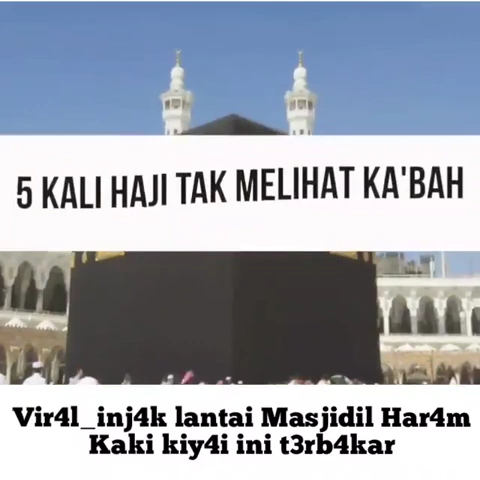 5 KALI HAJI TAK MELIHAT KA'BAH
Vir4l_inj4k lantai Masjidil Har4m
Kaki kiy4i ini t3rb4kar